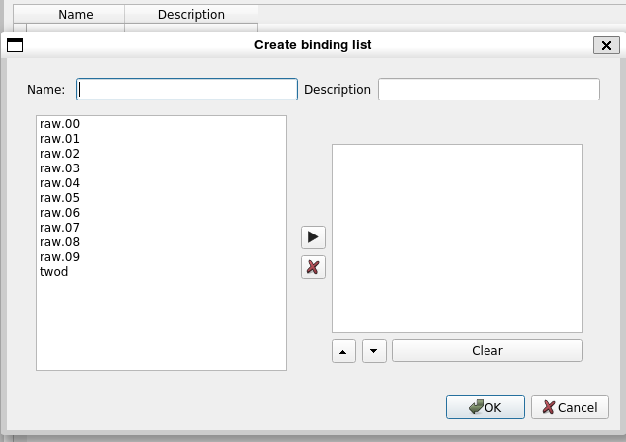 Name Description
Create binding list
Name: Description
raw.00
raw.01
raw.02
raw.03
raw.04
raw.05
raw.06
raw.07
raw.08
raw.09
twod
Clear
OK Cancel